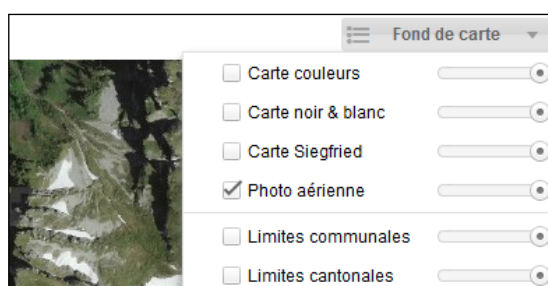 Fond de carte
Carte couleurs
Carte noir & blanc
Carte Siegfried
Photo aérienne
Limites communales
Limites cantonales